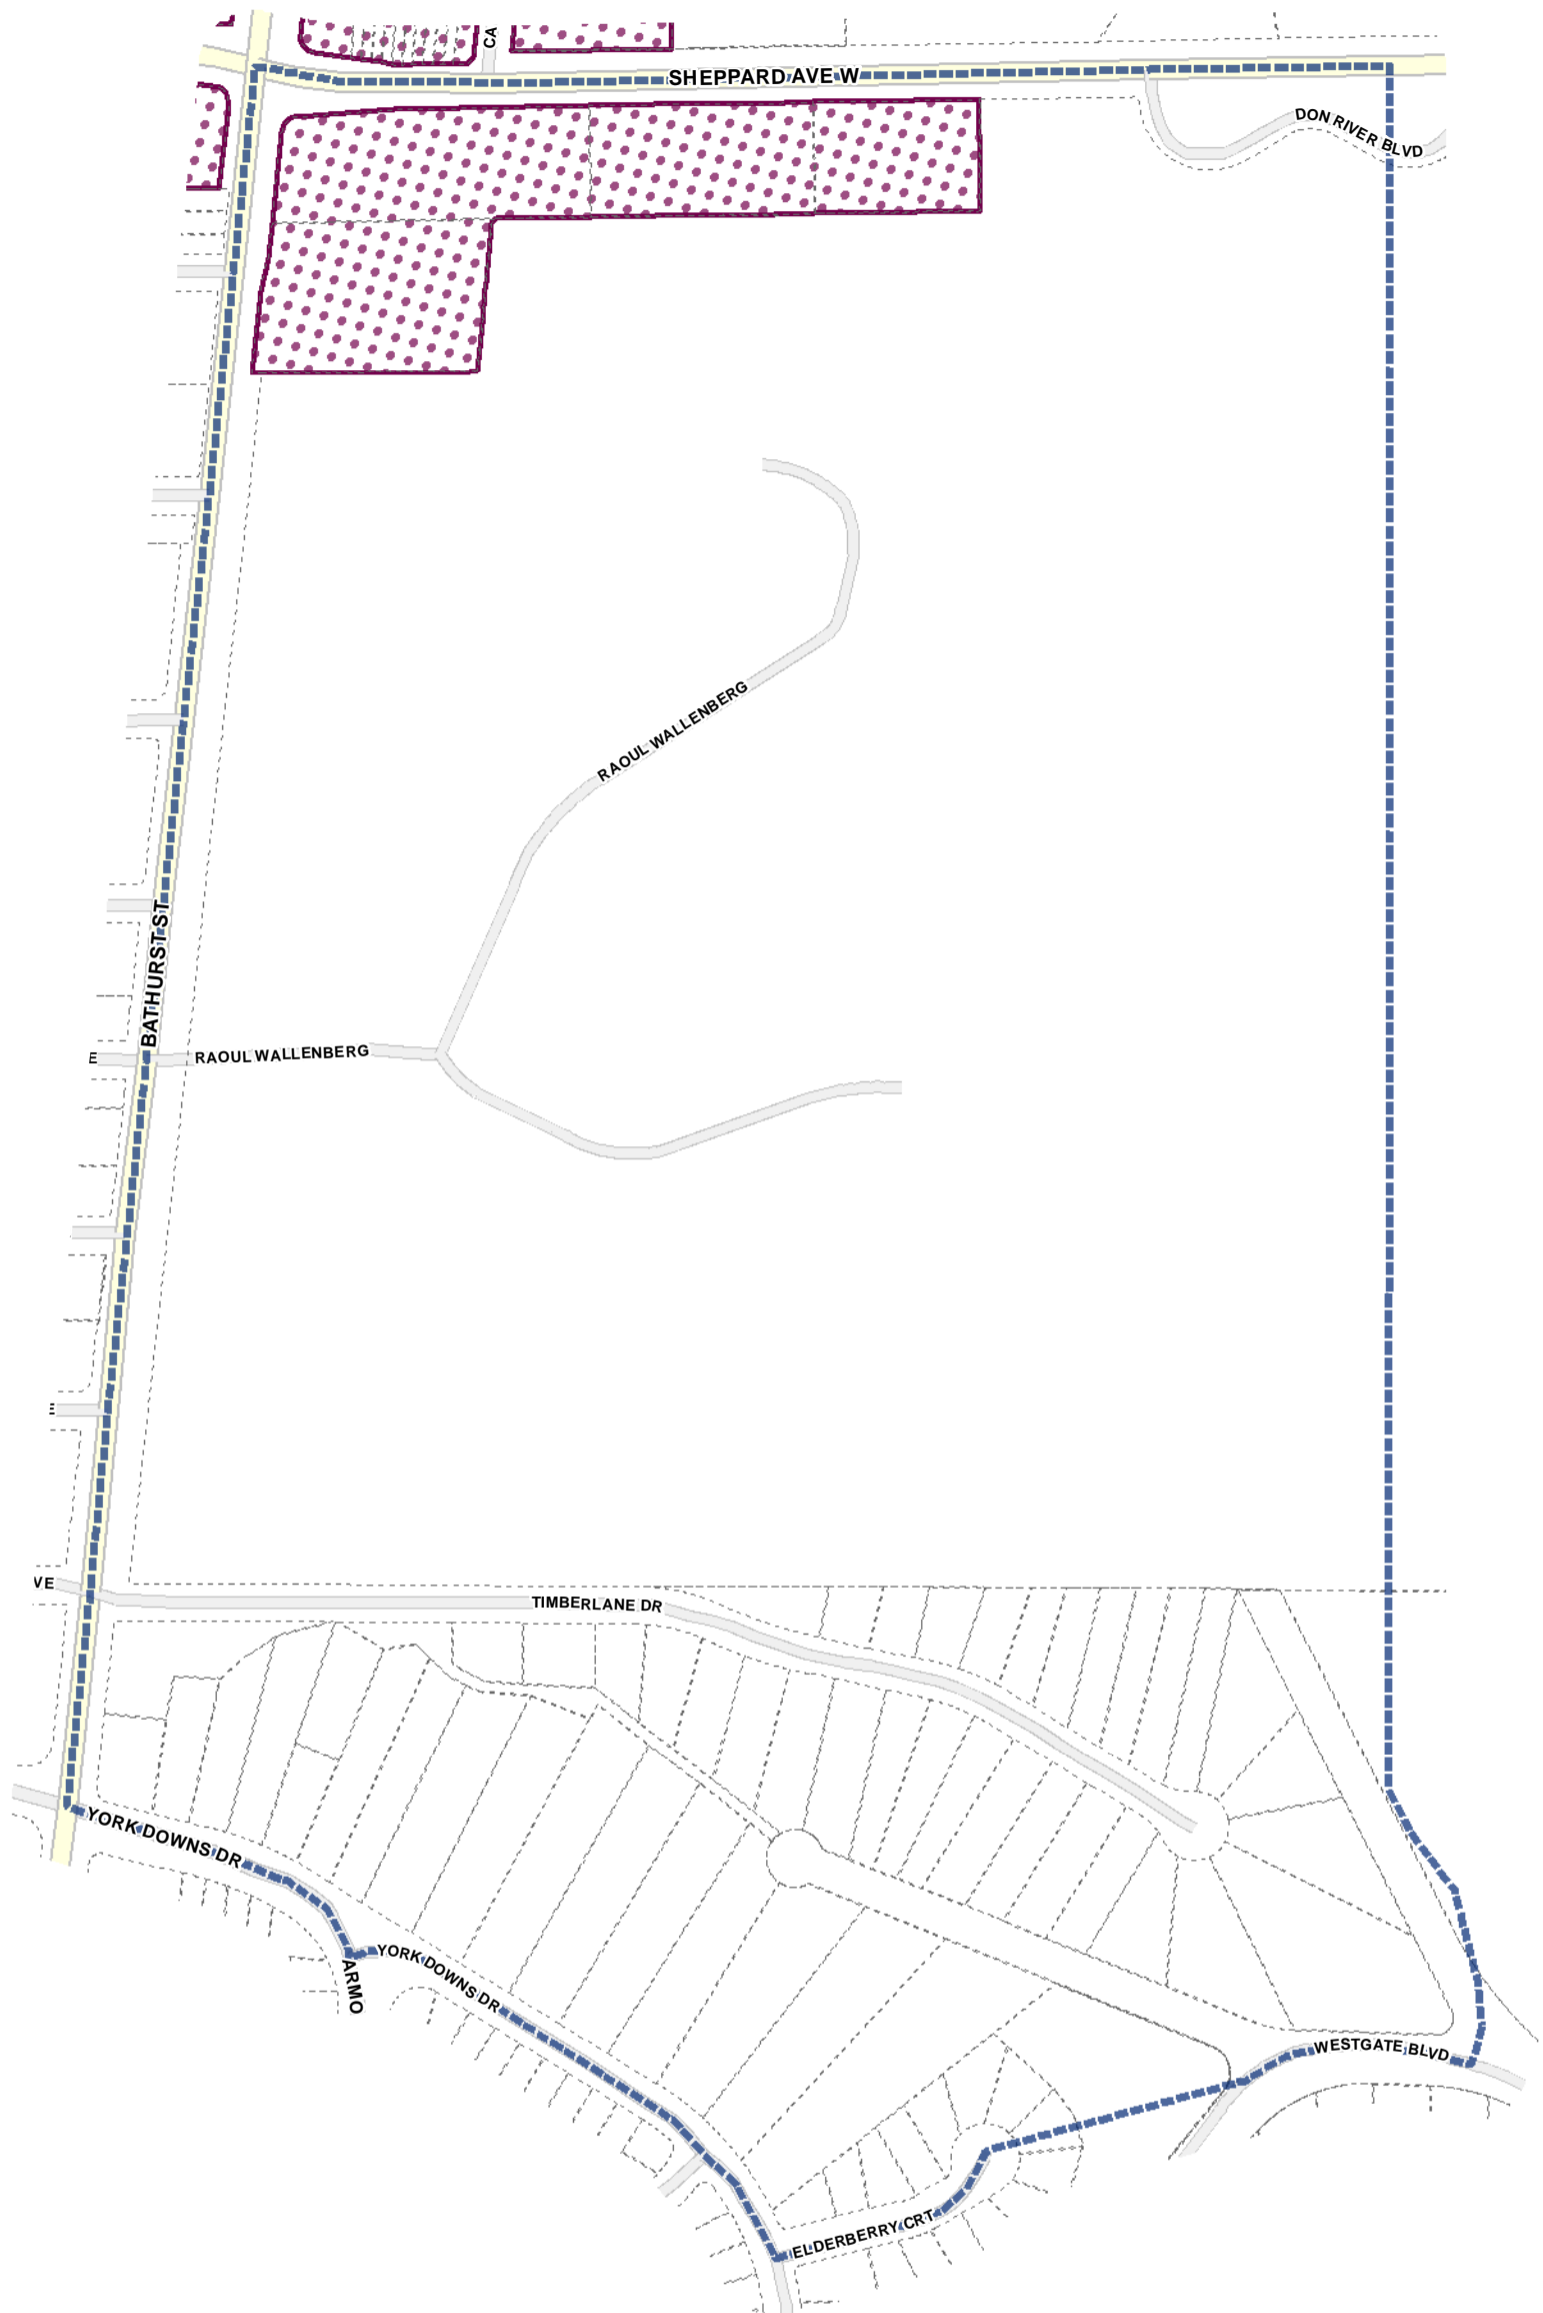 CA
SHEPPARD AVE W
DON RIVER BLVD
RAOUL WALLENBERG
BATHURST ST
E
RAOUL WALLENBERG
E
VE
TIMBERLANE DR
YORK DOWNS DR
YORK DOWNS DR
ARMO
WESTGATE BLVD
ELDERBERRY CRT